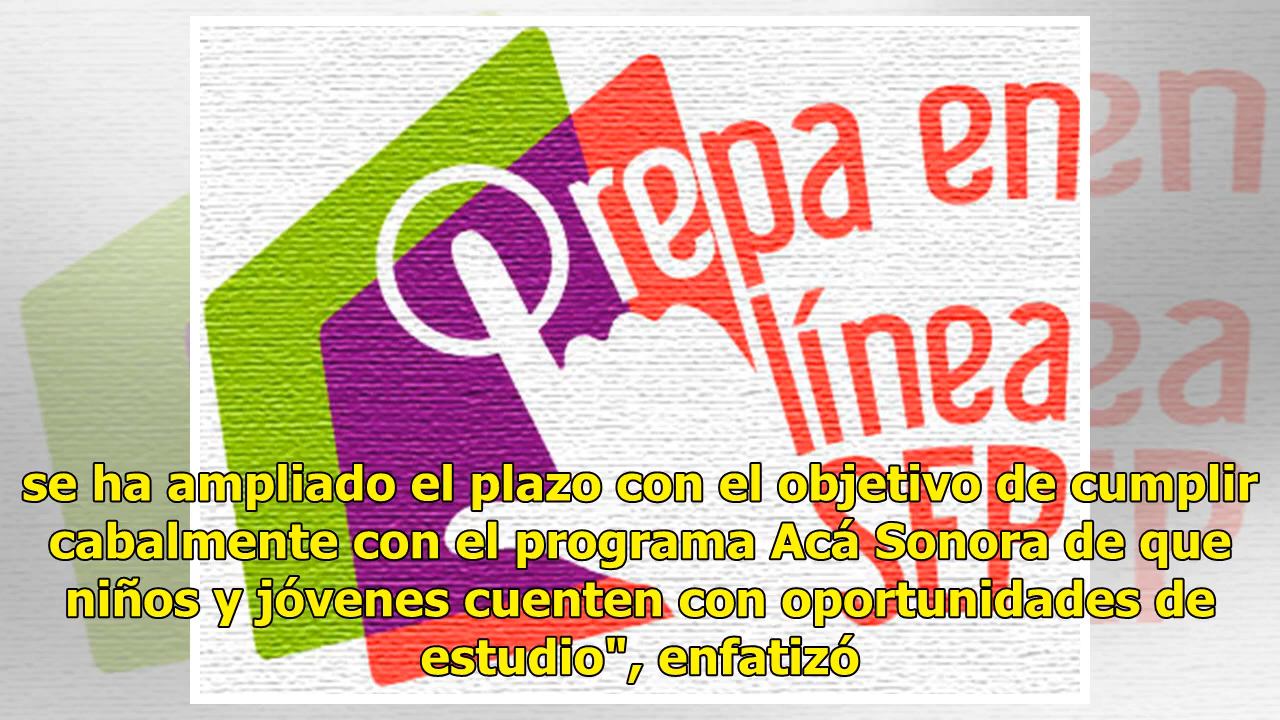 Prepa en
línea
SEP
se ha ampliado el plazo con el objetivo de cumplir
cabalmente con el programa Acá Sonora de que
niños y jóvenes cuenten con oportunidades de
estudio", enfatizó